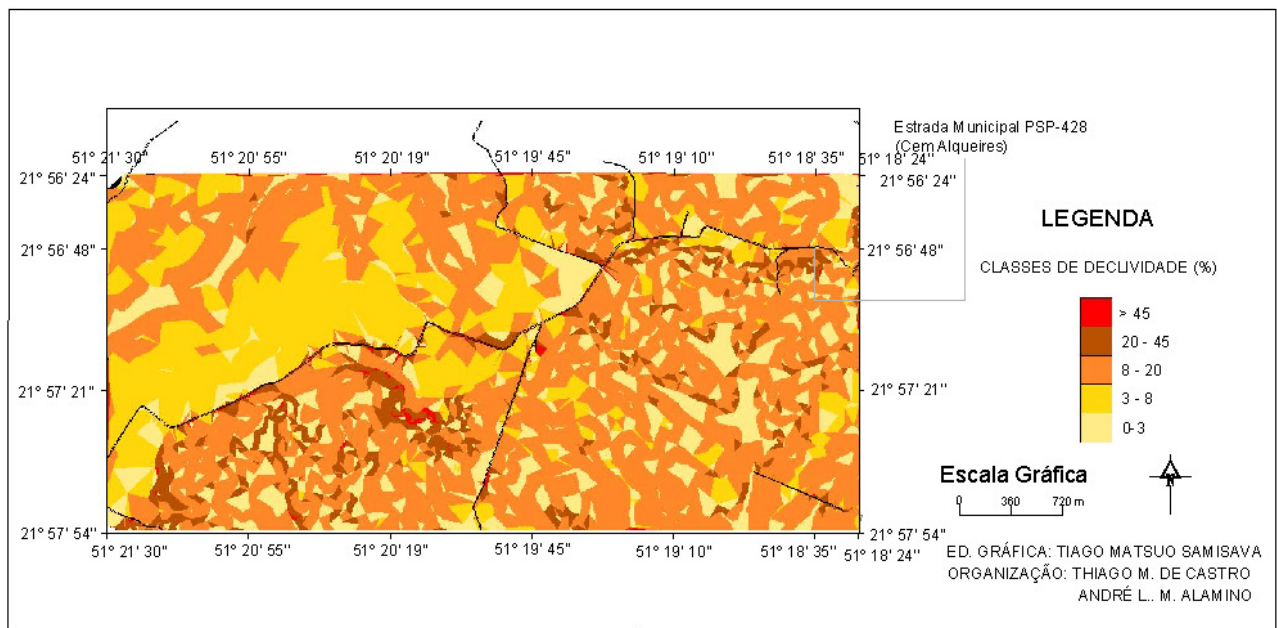 Estrada Municipal PSP-428
(Cem Alqueires)
51° 21' 30" 51° 20' 55" 51° 20' 19" 51° 19' 45" 51° 19' 10" 51° 18' 35" 51° 18' 24"
21° 56' 24" 21° 56' 24"
21° 56' 48" 21° 56' 48"
21° 57' 21" 21° 57' 21"
21° 57' 54" 21° 57' 54"
51° 21' 30" 51° 20' 55" 51° 20' 19" 51° 19' 45" 51° 19' 10" 51° 18' 35" 51° 18' 24"
LEGENDA
CLASSES DE DECLIVIDADE (%)
> 45
20 - 45
8 - 20
3 - 8
0- 3
Escala Gráfica
0 360 720 m
N
ED. GRÁFICA: TIAGO MATSUO SAMISAVA
ORGANIZAÇÃO: THIAGO M. DE CASTRO
ANDRÉ L.. M. ALAMINO